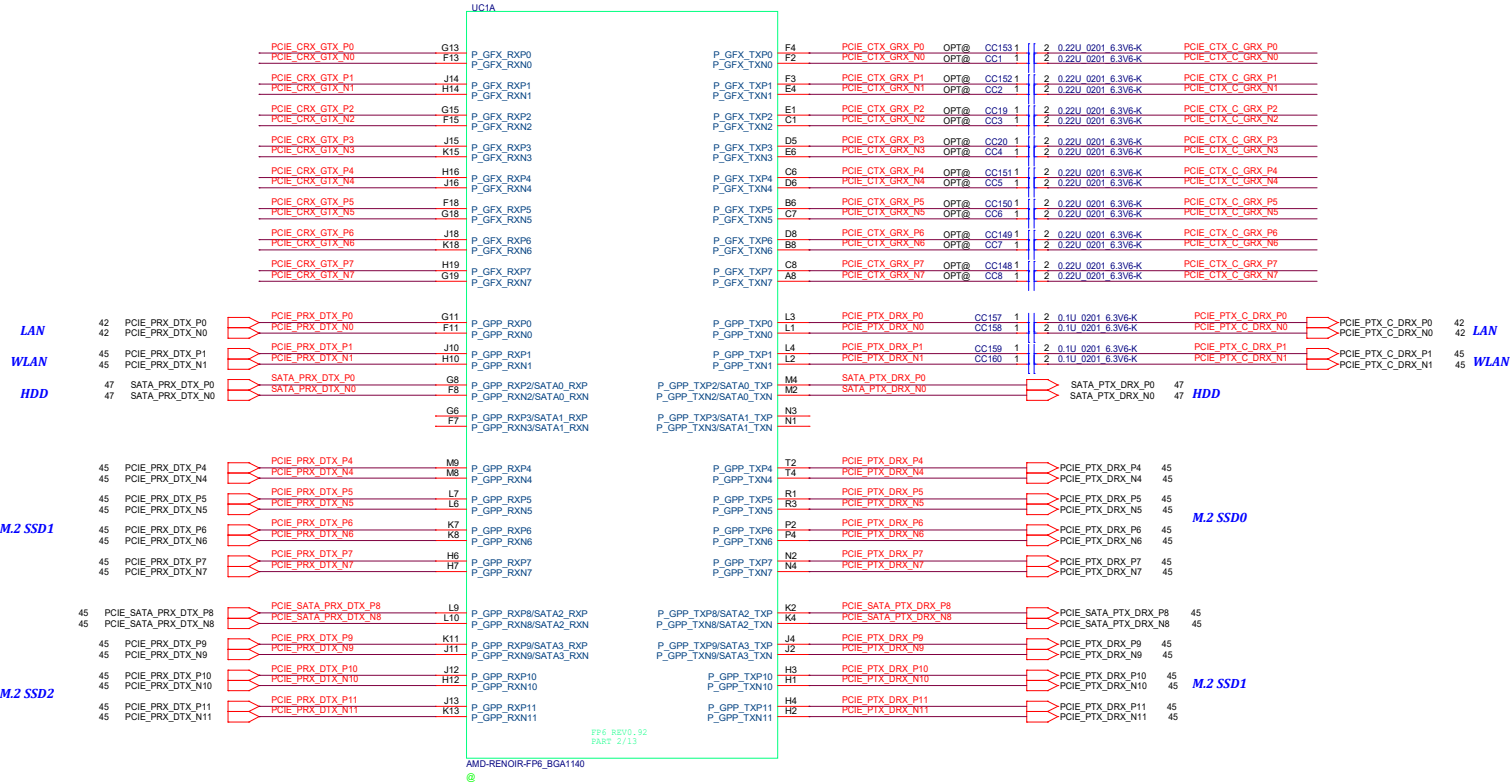 UC1A
PCIE_CRX_GTX_P0 G13 P_GFX_RXP0 P_GFX_TXP0 F4 PCIE_CTX_GRX_P0 OPT@ CC153 1 2 0.22U_0201_6.3V6-K PCIE_CTX_C_GRX_P0
PCIE_CRX_GTX_N0 F13 P_GFX_RXN0 P_GFX_TXN0 F2 PCIE_CTX_GRX_N0 OPT@ CC1 1 2 0.22U_0201_6.3V6-K PCIE_CTX_C_GRX_N0
PCIE_CRX_GTX_P1 J14 P_GFX_RXP1 P_GFX_TXP1 F3 PCIE_CTX_GRX_P1 OPT@ CC152 1 2 0.22U_0201_6.3V6-K PCIE_CTX_C_GRX_P1
PCIE_CRX_GTX_N1 H14 P_GFX_RXN1 P_GFX_TXN1 E4 PCIE_CTX_GRX_N1 OPT@ CC2 1 2 0.22U_0201_6.3V6-K PCIE_CTX_C_GRX_N1
PCIE_CRX_GTX_P2 G15 P_GFX_RXP2 P_GFX_TXP2 E1 PCIE_CTX_GRX_P2 OPT@ CC19 1 2 0.22U_0201_6.3V6-K PCIE_CTX_C_GRX_P2
PCIE_CRX_GTX_N2 F15 P_GFX_RXN2 P_GFX_TXN2 C1 PCIE_CTX_GRX_N2 OPT@ CC3 1 2 0.22U_0201_6.3V6-K PCIE_CTX_C_GRX_N2
PCIE_CRX_GTX_P3 J15 P_GFX_RXP3 P_GFX_TXP3 D5 PCIE_CTX_GRX_P3 OPT@ CC20 1 2 0.22U_0201_6.3V6-K PCIE_CTX_C_GRX_P3
PCIE_CRX_GTX_N3 K15 P_GFX_RXN3 P_GFX_TXN3 E6 PCIE_CTX_GRX_N3 OPT@ CC4 1 2 0.22U_0201_6.3V6-K PCIE_CTX_C_GRX_N3
PCIE_CRX_GTX_P4 H16 P_GFX_RXP4 P_GFX_TXP4 C6 PCIE_CTX_GRX_P4 OPT@ CC151 1 2 0.22U_0201_6.3V6-K PCIE_CTX_C_GRX_P4
PCIE_CRX_GTX_N4 J16 P_GFX_RXN4 P_GFX_TXN4 D6 PCIE_CTX_GRX_N4 OPT@ CC5 1 2 0.22U_0201_6.3V6-K PCIE_CTX_C_GRX_N4
PCIE_CRX_GTX_P5 F18 P_GFX_RXP5 P_GFX_TXP5 B6 PCIE_CTX_GRX_P5 OPT@ CC150 1 2 0.22U_0201_6.3V6-K PCIE_CTX_C_GRX_P5
PCIE_CRX_GTX_N5 G18 P_GFX_RXN5 P_GFX_TXN5 C7 PCIE_CTX_GRX_N5 OPT@ CC6 1 2 0.22U_0201_6.3V6-K PCIE_CTX_C_GRX_N5
PCIE_CRX_GTX_P6 J18 P_GFX_RXP6 P_GFX_TXP6 D8 PCIE_CTX_GRX_P6 OPT@ CC149 1 2 0.22U_0201_6.3V6-K PCIE_CTX_C_GRX_P6
PCIE_CRX_GTX_N6 K18 P_GFX_RXN6 P_GFX_TXN6 B8 PCIE_CTX_GRX_N6 OPT@ CC7 1 2 0.22U_0201_6.3V6-K PCIE_CTX_C_GRX_N6
PCIE_CRX_GTX_P7 H19 P_GFX_RXP7 P_GFX_TXP7 C8 PCIE_CTX_GRX_P7 OPT@ CC148 1 2 0.22U_0201_6.3V6-K PCIE_CTX_C_GRX_P7
PCIE_CRX_GTX_N7 G19 P_GFX_RXN7 P_GFX_TXN7 A8 PCIE_CTX_GRX_N7 OPT@ CC8 1 2 0.22U_0201_6.3V6-K PCIE_CTX_C_GRX_N7
42 PCIE_PRX_DTX_P0 PCIE_PRX_DTX_P0 G11 P_GPP_RXP0 P_GPP_TXP0 L3 PCIE_PTX_DRX_P0 CC157 1 2 0.1U_0201_6.3V6-K PCIE_PTX_C_DRX_P0 PCIE_PTX_C_DRX_P0 42
LAN 42 PCIE_PRX_DTX_N0 PCIE_PRX_DTX_N0 F11 P_GPP_RXN0 P_GPP_TXN0 L1 PCIE_PTX_DRX_N0 CC158 1 2 0.1U_0201_6.3V6-K PCIE_PTX_C_DRX_N0 PCIE_PTX_C_DRX_N0 42 LAN
45 PCIE_PRX_DTX_P1 PCIE_PRX_DTX_P1 J10 P_GPP_RXP1 P_GPP_TXP1 L4 PCIE_PTX_DRX_P1 CC159 1 2 0.1U_0201_6.3V6-K PCIE_PTX_C_DRX_P1 PCIE_PTX_C_DRX_P1 45
WLAN 45 PCIE_PRX_DTX_N1 PCIE_PRX_DTX_N1 H10 P_GPP_RXN1 P_GPP_TXN1 L2 PCIE_PTX_DRX_N1 CC160 1 2 0.1U_0201_6.3V6-K PCIE_PTX_C_DRX_N1 PCIE_PTX_C_DRX_N1 45 WLAN
47 SATA_PRX_DTX_P0 SATA_PRX_DTX_P0 G8 P_GPP_RXP2/SATA0_RXP P_GPP_TXP2/SATA0_TXP M4 SATA_PTX_DRX_P0 SATA_PTX_DRX_P0 47
HDD 47 SATA_PRX_DTX_N0 SATA_PRX_DTX_N0 F8 P_GPP_RXN2/SATA0_RXN P_GPP_TXN2/SATA0_TXN M2 SATA_PTX_DRX_N0 SATA_PTX_DRX_N0 47 HDD
G6 P_GPP_RXP3/SATA1_RXP P_GPP_TXP3/SATA1_TXP N3
F7 P_GPP_RXN3/SATA1_RXN P_GPP_TXN3/SATA1_TXN N1
45 PCIE_PRX_DTX_P4 PCIE_PRX_DTX_P4 M9 P_GPP_RXP4 P_GPP_TXP4 T2 PCIE_PTX_DRX_P4 PCIE_PTX_DRX_P4 45
45 PCIE_PRX_DTX_N4 PCIE_PRX_DTX_N4 M8 P_GPP_RXN4 P_GPP_TXN4 T4 PCIE_PTX_DRX_N4 PCIE_PTX_DRX_N4 45
45 PCIE_PRX_DTX_P5 PCIE_PRX_DTX_P5 L7 P_GPP_RXP5 P_GPP_TXP5 R1 PCIE_PTX_DRX_P5 PCIE_PTX_DRX_P5 45
45 PCIE_PRX_DTX_N5 PCIE_PRX_DTX_N5 L6 P_GPP_RXN5 P_GPP_TXN5 R3 PCIE_PTX_DRX_N5 PCIE_PTX_DRX_N5 45
M.2 SSD1 M.2 SSD0
45 PCIE_PRX_DTX_P6 PCIE_PRX_DTX_P6 K7 P_GPP_RXP6 P_GPP_TXP6 P2 PCIE_PTX_DRX_P6 PCIE_PTX_DRX_P6 45
45 PCIE_PRX_DTX_N6 PCIE_PRX_DTX_N6 K8 P_GPP_RXN6 P_GPP_TXN6 P4 PCIE_PTX_DRX_N6 PCIE_PTX_DRX_N6 45
45 PCIE_PRX_DTX_P7 PCIE_PRX_DTX_P7 H6 P_GPP_RXP7 P_GPP_TXP7 N2 PCIE_PTX_DRX_P7 PCIE_PTX_DRX_P7 45
45 PCIE_PRX_DTX_N7 PCIE_PRX_DTX_N7 H7 P_GPP_RXN7 P_GPP_TXN7 N4 PCIE_PTX_DRX_N7 PCIE_PTX_DRX_N7 45
45 PCIE_SATA_PRX_DTX_P8 PCIE_SATA_PRX_DTX_P8 L9 P_GPP_RXP8/SATA2_RXP P_GPP_TXP8/SATA2_TXP K2 PCIE_SATA_PTX_DRX_P8 PCIE_SATA_PTX_DRX_P8 45
45 PCIE_SATA_PRX_DTX_N8 PCIE_SATA_PRX_DTX_N8 L10 P_GPP_RXN8/SATA2_RXN P_GPP_TXN8/SATA2_TXN K4 PCIE_SATA_PTX_DRX_N8 PCIE_SATA_PTX_DRX_N8 45
45 PCIE_PRX_DTX_P9 PCIE_PRX_DTX_P9 K11 P_GPP_RXP9/SATA3_RXP P_GPP_TXP9/SATA3_TXP J4 PCIE_PTX_DRX_P9 PCIE_PTX_DRX_P9 45
45 PCIE_PRX_DTX_N9 PCIE_PRX_DTX_N9 J11 P_GPP_RXN9/SATA3_RXN P_GPP_TXN9/SATA3_TXN J2 PCIE_PTX_DRX_N9 PCIE_PTX_DRX_N9 45
45 PCIE_PRX_DTX_P10 PCIE_PRX_DTX_P10 J12 P_GPP_RXP10 P_GPP_TXP10 H3 PCIE_PTX_DRX_P10 PCIE_PTX_DRX_P10 45
45 PCIE_PRX_DTX_N10 PCIE_PRX_DTX_N10 H12 P_GPP_RXN10 P_GPP_TXN10 H1 PCIE_PTX_DRX_N10 PCIE_PTX_DRX_N10 45
M.2 SSD2 M.2 SSD1
45 PCIE_PRX_DTX_P11 PCIE_PRX_DTX_P11 J13 P_GPP_RXP11 P_GPP_TXP11 H4 PCIE_PTX_DRX_P11 PCIE_PTX_DRX_P11 45
45 PCIE_PRX_DTX_N11 PCIE_PRX_DTX_N11 K13 P_GPP_RXN11 P_GPP_TXN11 H2 PCIE_PTX_DRX_N11 PCIE_PTX_DRX_N11 45
FP6 REV0.92
PART 2/13
AMD-RENOIR-FP6_BGA1140
@